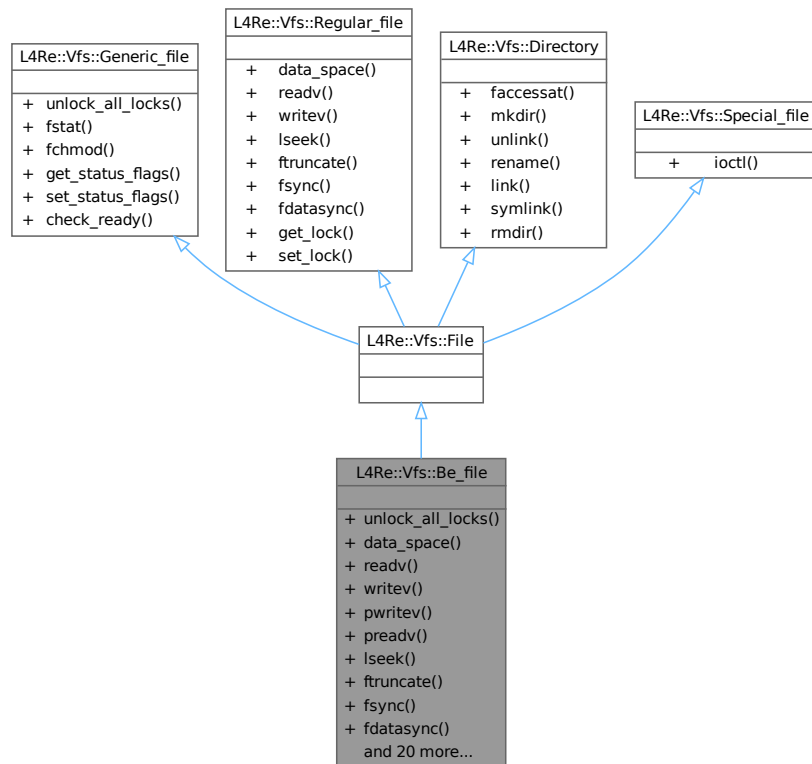 L4Re::Vfs::Generic_file
+ unlock_all_locks()
+ fstat()
+ fchmod()
+ get_status_flags()
+ set_status_flags()
+ check_ready()
L4Re::Vfs::Regular_file
+ data_space()
+ readv()
+ writev()
+ lseek()
+ ftruncate()
+ fsync()
+ fdatasync()
+ get_lock()
+ set_lock()
L4Re::Vfs::Directory
+ faccessat()
+ mkdir()
+ unlink()
+ rename()
+ link()
+ symlink()
+ rmdir()
L4Re::Vfs::Special_file
+ ioctl()
L4Re::Vfs::File
L4Re::Vfs::Be_file
+ unlock_all_locks()
+ data_space()
+ readv()
+ writev()
+ pwritev()
+ preadv()
+ lseek()
+ ftruncate()
+ fsync()
+ fdatasync()
and 20 more...